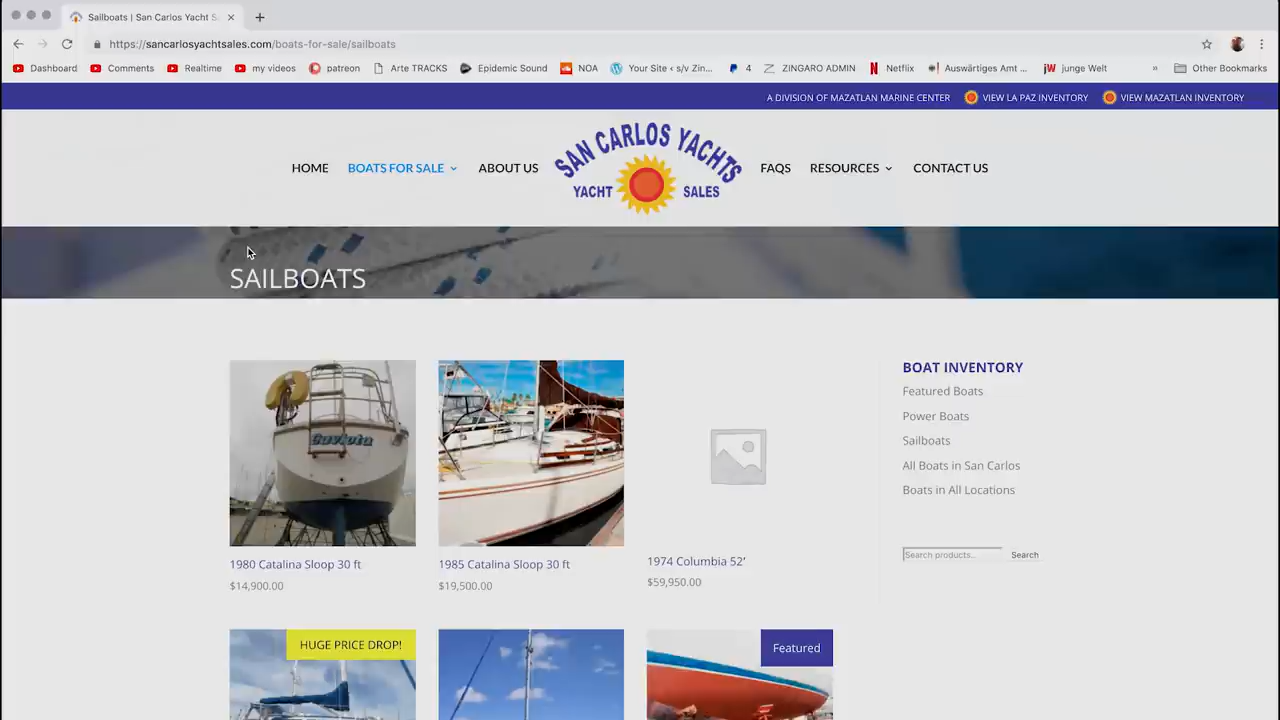 Sailboats | San Carlos Yacht S
https://sancarlosyachtsales.com/boats-for-sale/sailboats
Dashboard Comments Realtime my videos patreon Arte TRACKS Epidemic Sound NOA Your Site ‹ s/v Zin... 4 ZINGARO ADMIN Netflix Auswärtiges Amt ... junge Welt » Other Bookmarks
A DIVISION OF MAZATLAN MARINE CENTER VIEW LA PAZ INVENTORY VIEW MAZATLAN INVENTORY
HOME BOATS FOR SALE ABOUT US SAN CARLOS YACHTS YACHT SALES FAQS RESOURCES CONTACT US
SAILBOATS
Gaviota
1980 Catalina Sloop 30 ft
$14,900.00
1985 Catalina Sloop 30 ft
$19,500.00
1974 Columbia 52′
$59,950.00
HUGE PRICE DROP!
Featured
BOAT INVENTORY
Featured Boats
Power Boats
Sailboats
All Boats in San Carlos
Boats in All Locations
Search products… Search